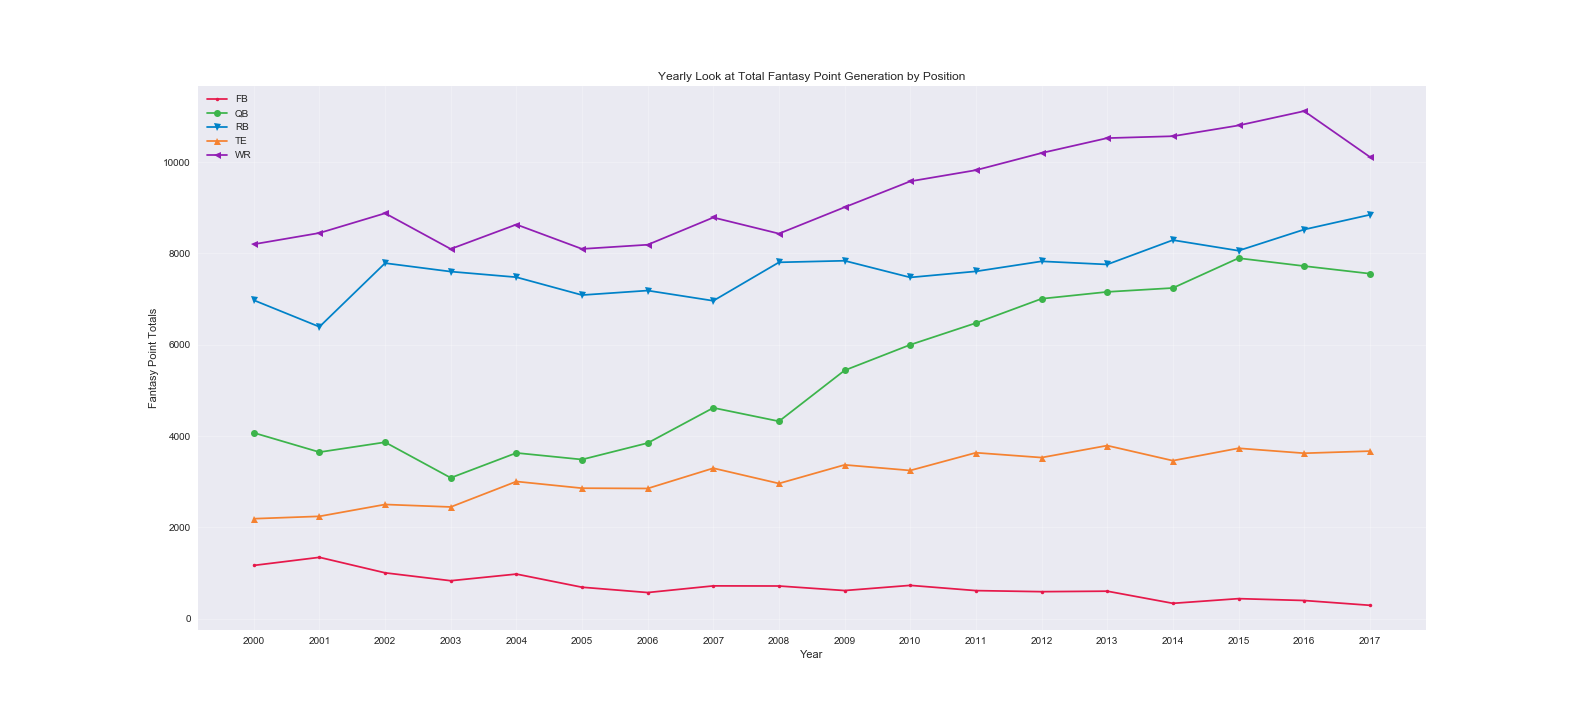 Yearly Look at Total Fantasy Point Generation by Position
FB
QB
RB
TE
WR
Fantasy Point Totals
10000
8000
6000
4000
2000
0
2000 2001 2002 2003 2004 2005 2006 2007 2008 2009 2010 2011 2012 2013 2014 2015 2016 2017
Year